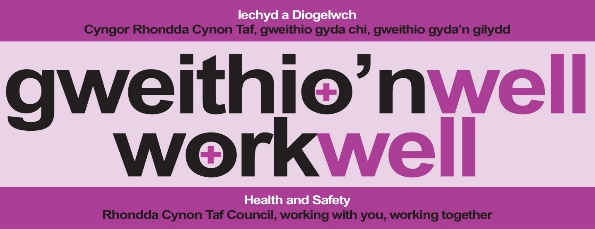 Iechyd a Diogelwch
Cyngor Rhondda Cynon Taf, gweithio gyda chi, gweithio gyda'n gilydd
gweithio'nwell
workwell
Health and Safety
Rhondda Cynon Taf Council, working with you, working together